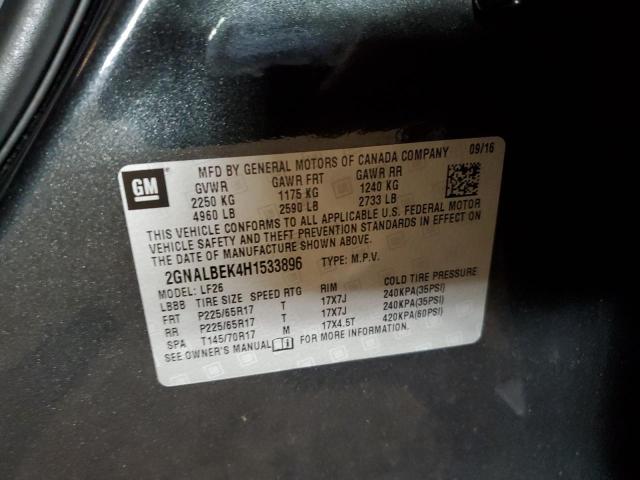 GM
MFD BY GENERAL MOTORS OF CANADA COMPANY 09/16
GVWR GAWR FRT GAWR RR
2250 KG 1175 KG 1240 KG
4960 LB 2590 LB 2733 LB
THIS VEHICLE CONFORMS TO ALL APPLICABLE U.S. FEDERAL MOTOR
VEHICLE SAFETY AND THEFT PREVENTION STANDARDS IN EFFECT ON
THE DATE OF MANUFACTURE SHOWN ABOVE.
2GNALBEK4H1533896 TYPE: M.P.V.
MODEL: LF26
LBBB TIRE SIZE SPEED RTG RIM COLD TIRE PRESSURE
FRT P225/65R17 T 17X7J 240KPA(35PSI)
RR P225/65R17 T 17X7J 240KPA(35PSI)
SPA T145/70R17 M 17X4.5T 420KPA(60PSI)
SEE OWNER'S MANUAL FOR MORE INFORMATION.